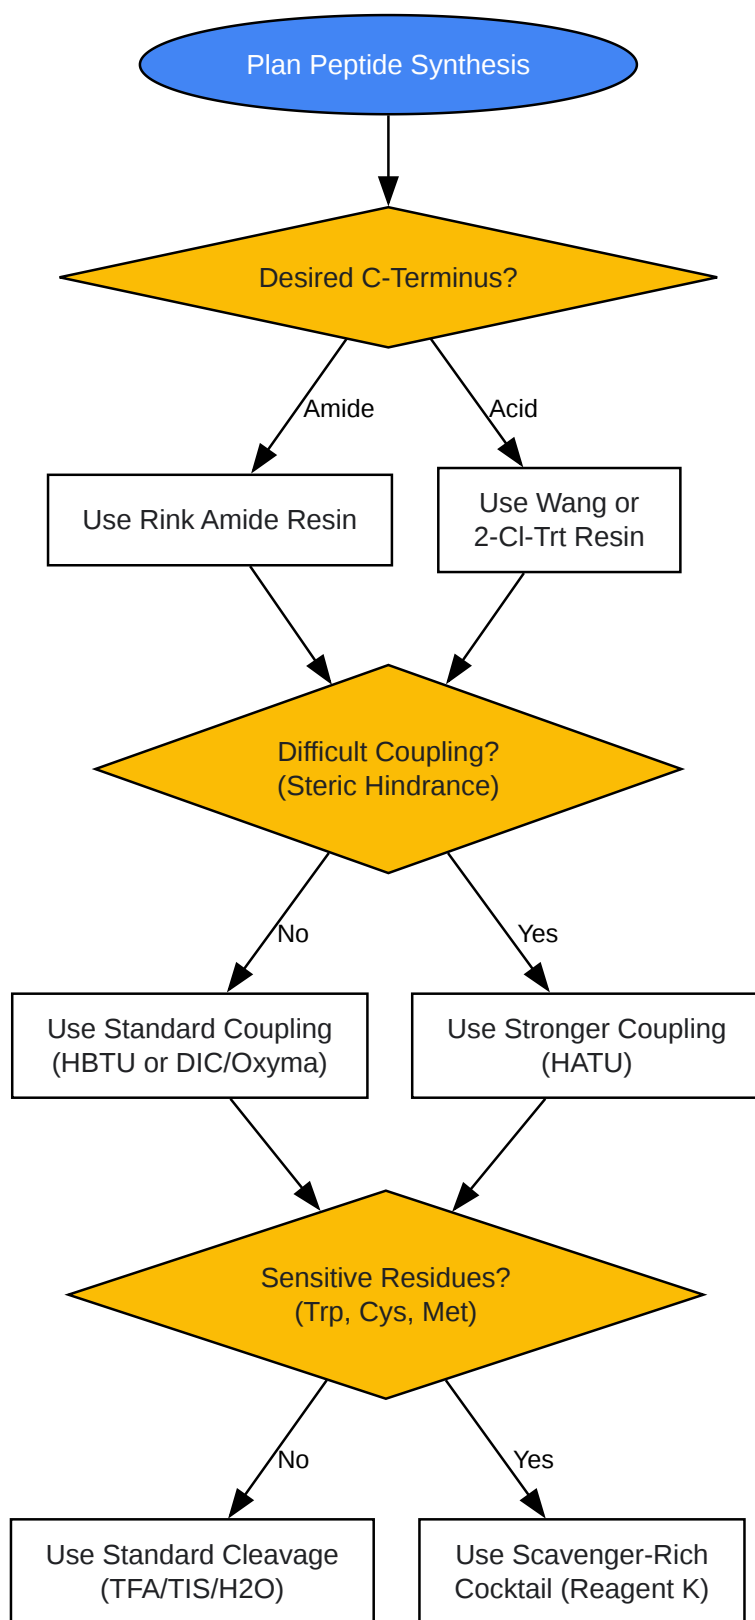 Plan Peptide Synthesis
Desired C-Terminus?
Amide
Acid
Use Rink Amide Resin
Use Wang or
2-Cl-Trt Resin
Difficult Coupling?
(Steric Hindrance)
No
Yes
Use Standard Coupling
(HBTU or DIC/Oxyma)
Use Stronger Coupling
(HATU)
Sensitive Residues?
(Trp, Cys, Met)
No
Yes
Use Standard Cleavage
(TFA/TIS/H2O)
Use Scavenger-Rich
Cocktail (Reagent K)